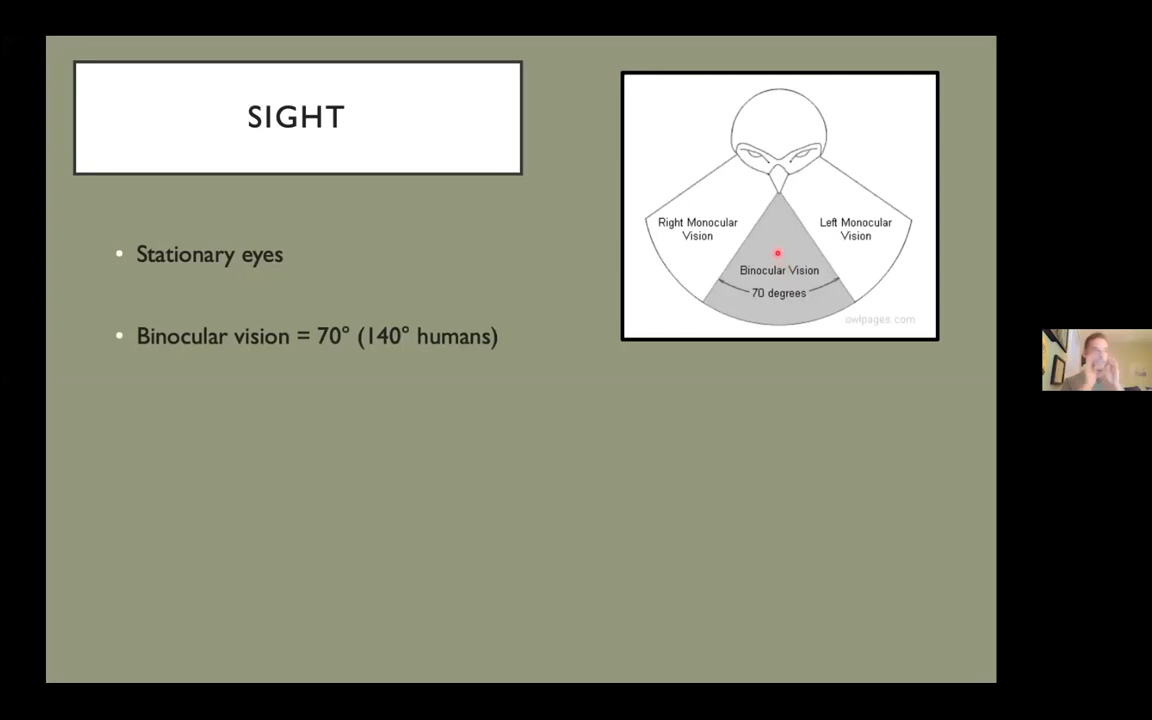 SIGHT
Stationary eyes
Binocular vision = 70° (140° humans)
Right Monocular
Vision
Left Monocular
Vision
Binocular Vision
70 degrees
owlpages.com